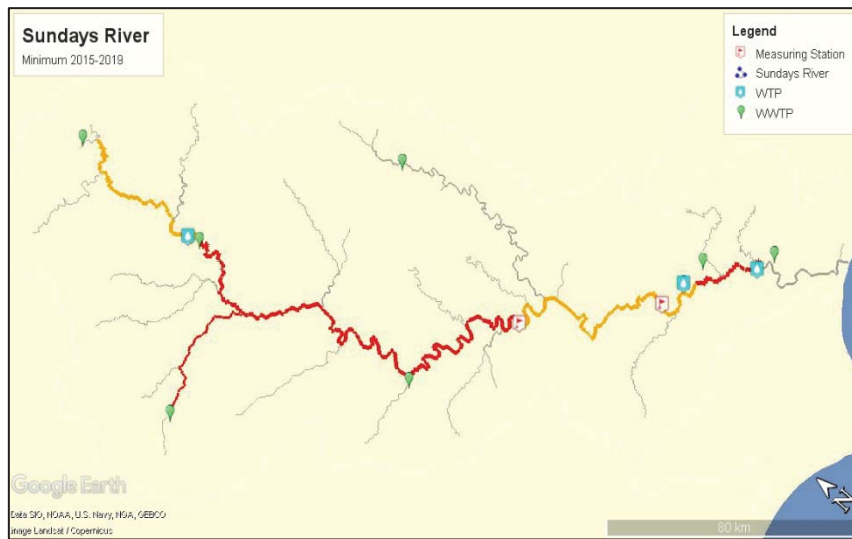 Sundays River
Minimum 2015-2019
Legend
Measuring Station
Sundays River
WTP
WWTP
Google Earth
Data SIO, NOAA, U.S. Navy, NGA, GEBCO
Image Landsat / Copernicus
N
80 km